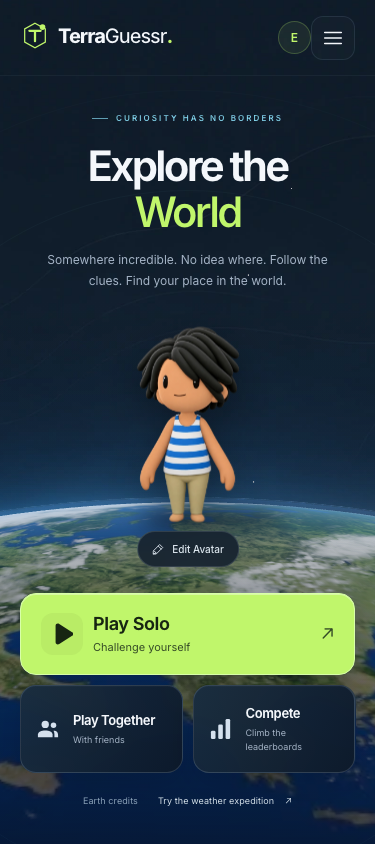 TerraGuessr.
E
CURIOSITY HAS NO BORDERS
Explore the
World
Somewhere incredible. No idea where. Follow the
clues. Find your place in the world.
Edit Avatar
Play Solo
Challenge yourself
Play Together
With friends
Compete
Climb the
leaderboards
Earth credits
Try the weather expedition